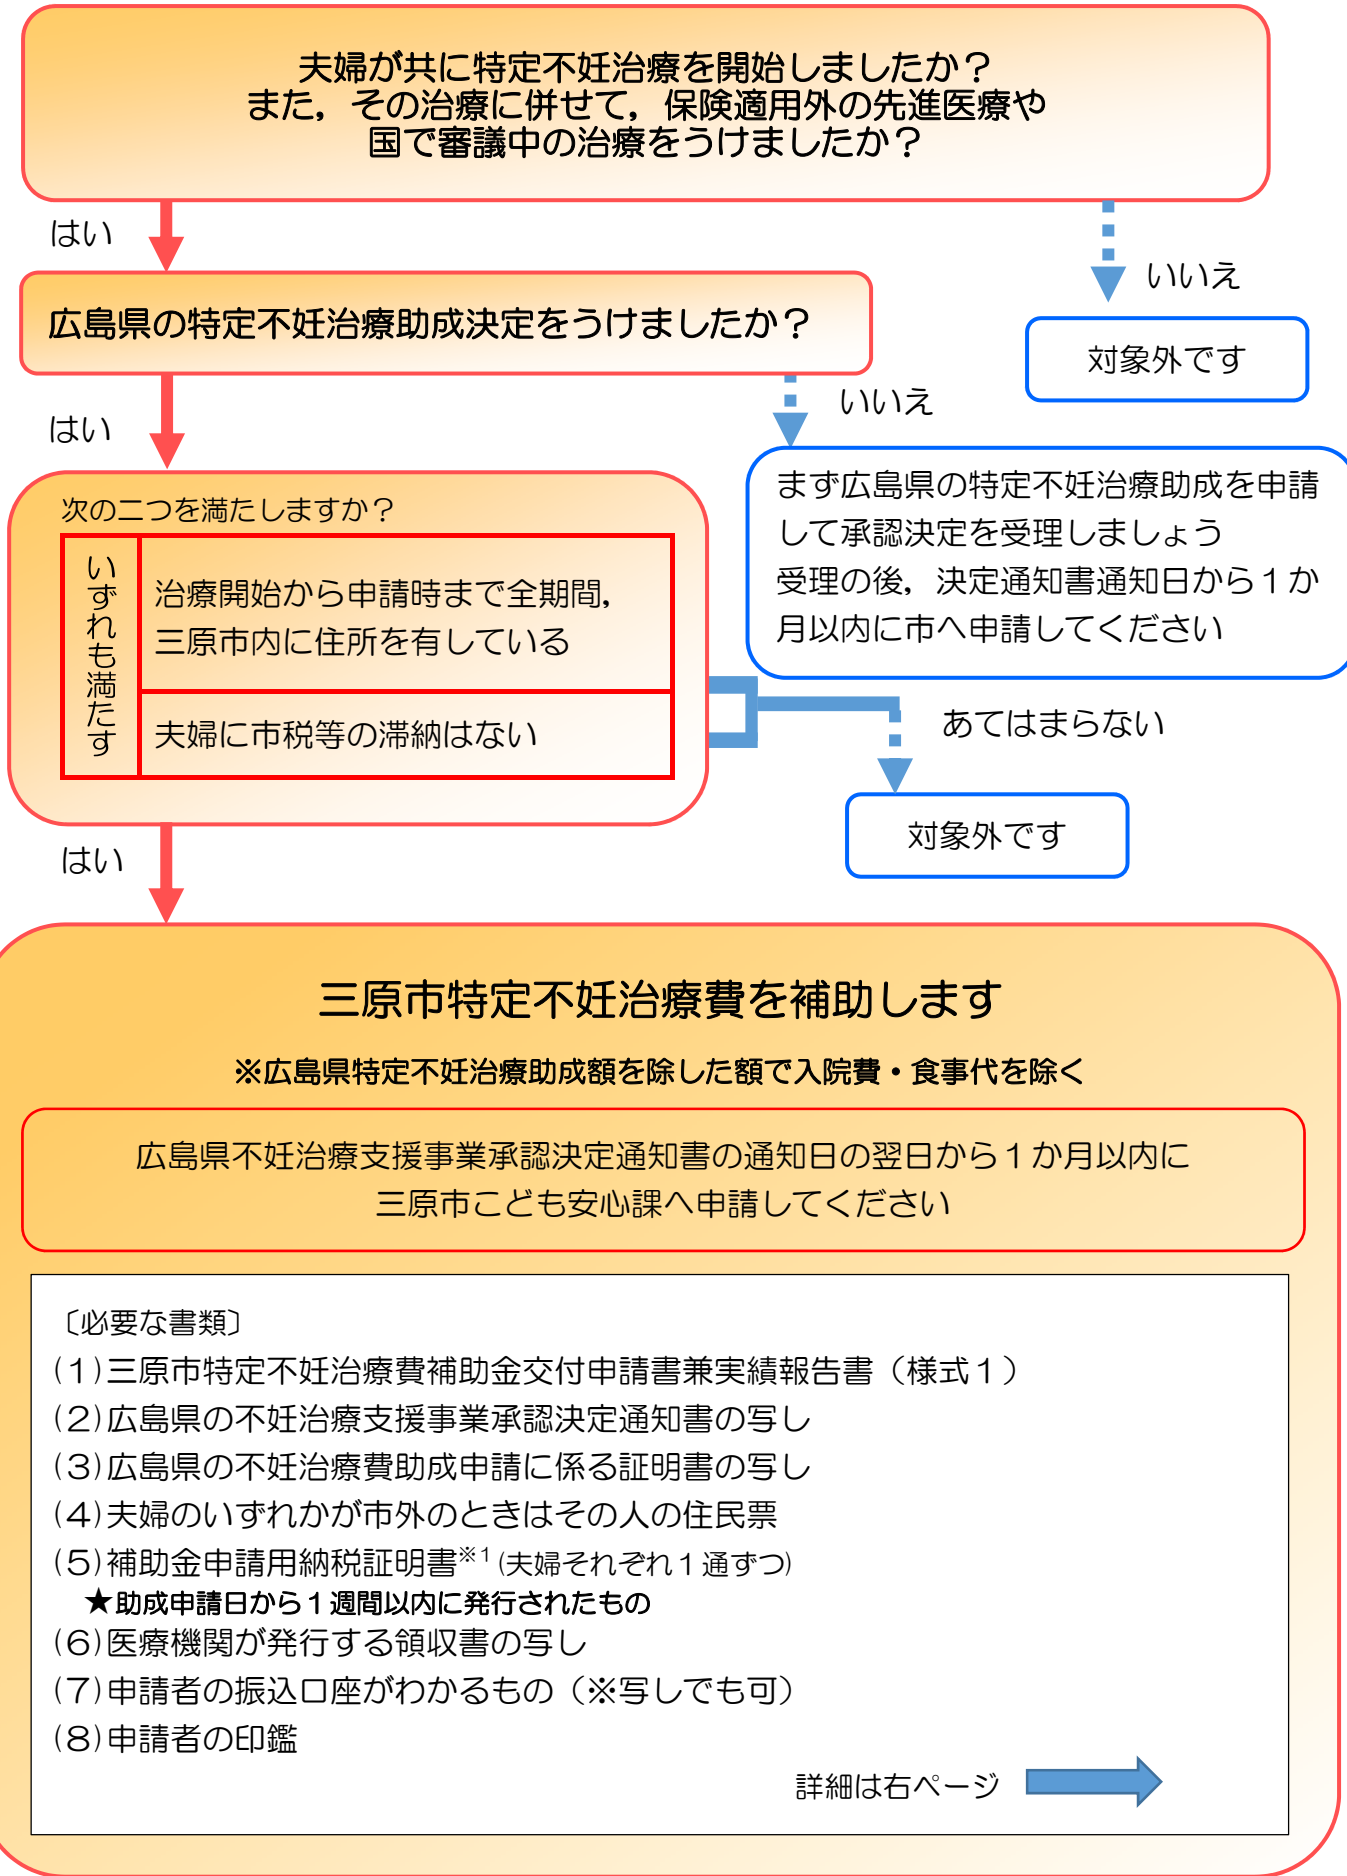 夫婦が共に特定不妊治療を開始しましたか？
また，その治療に併せて，保険適用外の先進医療や
国で審議中の治療をうけましたか？
はい
いいえ
広島県の特定不妊治療助成決定をうけましたか？
対象外です
はい
いいえ
まず広島県の特定不妊治療助成を申請
して承認決定を受理しましょう
受理の後，決定通知書通知日から１か
月以内に市へ申請してください
次の二つを満たしますか？
いずれも満たす
治療開始から申請時まで全期間，
三原市内に住所を有している
夫婦に市税等の滞納はない
あてはまらない
対象外です
はい
三原市特定不妊治療費を補助します
※広島県特定不妊治療助成額を除した額で入院費・食事代を除く
広島県不妊治療支援事業承認決定通知書の通知日の翌日から１か月以内に
三原市こども安心課へ申請してください
〔必要な書類〕
(１)三原市特定不妊治療費補助金交付申請書兼実績報告書（様式１）
(２)広島県の不妊治療支援事業承認決定通知書の写し
(３)広島県の不妊治療費助成申請に係る証明書の写し
(４)夫婦のいずれかが市外のときはその人の住民票
(５)補助金申請用納税証明書※１(夫婦それぞれ１通ずつ)
★助成申請日から１週間以内に発行されたもの
(６)医療機関が発行する領収書の写し
(７)申請者の振込口座がわかるもの（※写しでも可）
(８)申請者の印鑑
詳細は右ページ